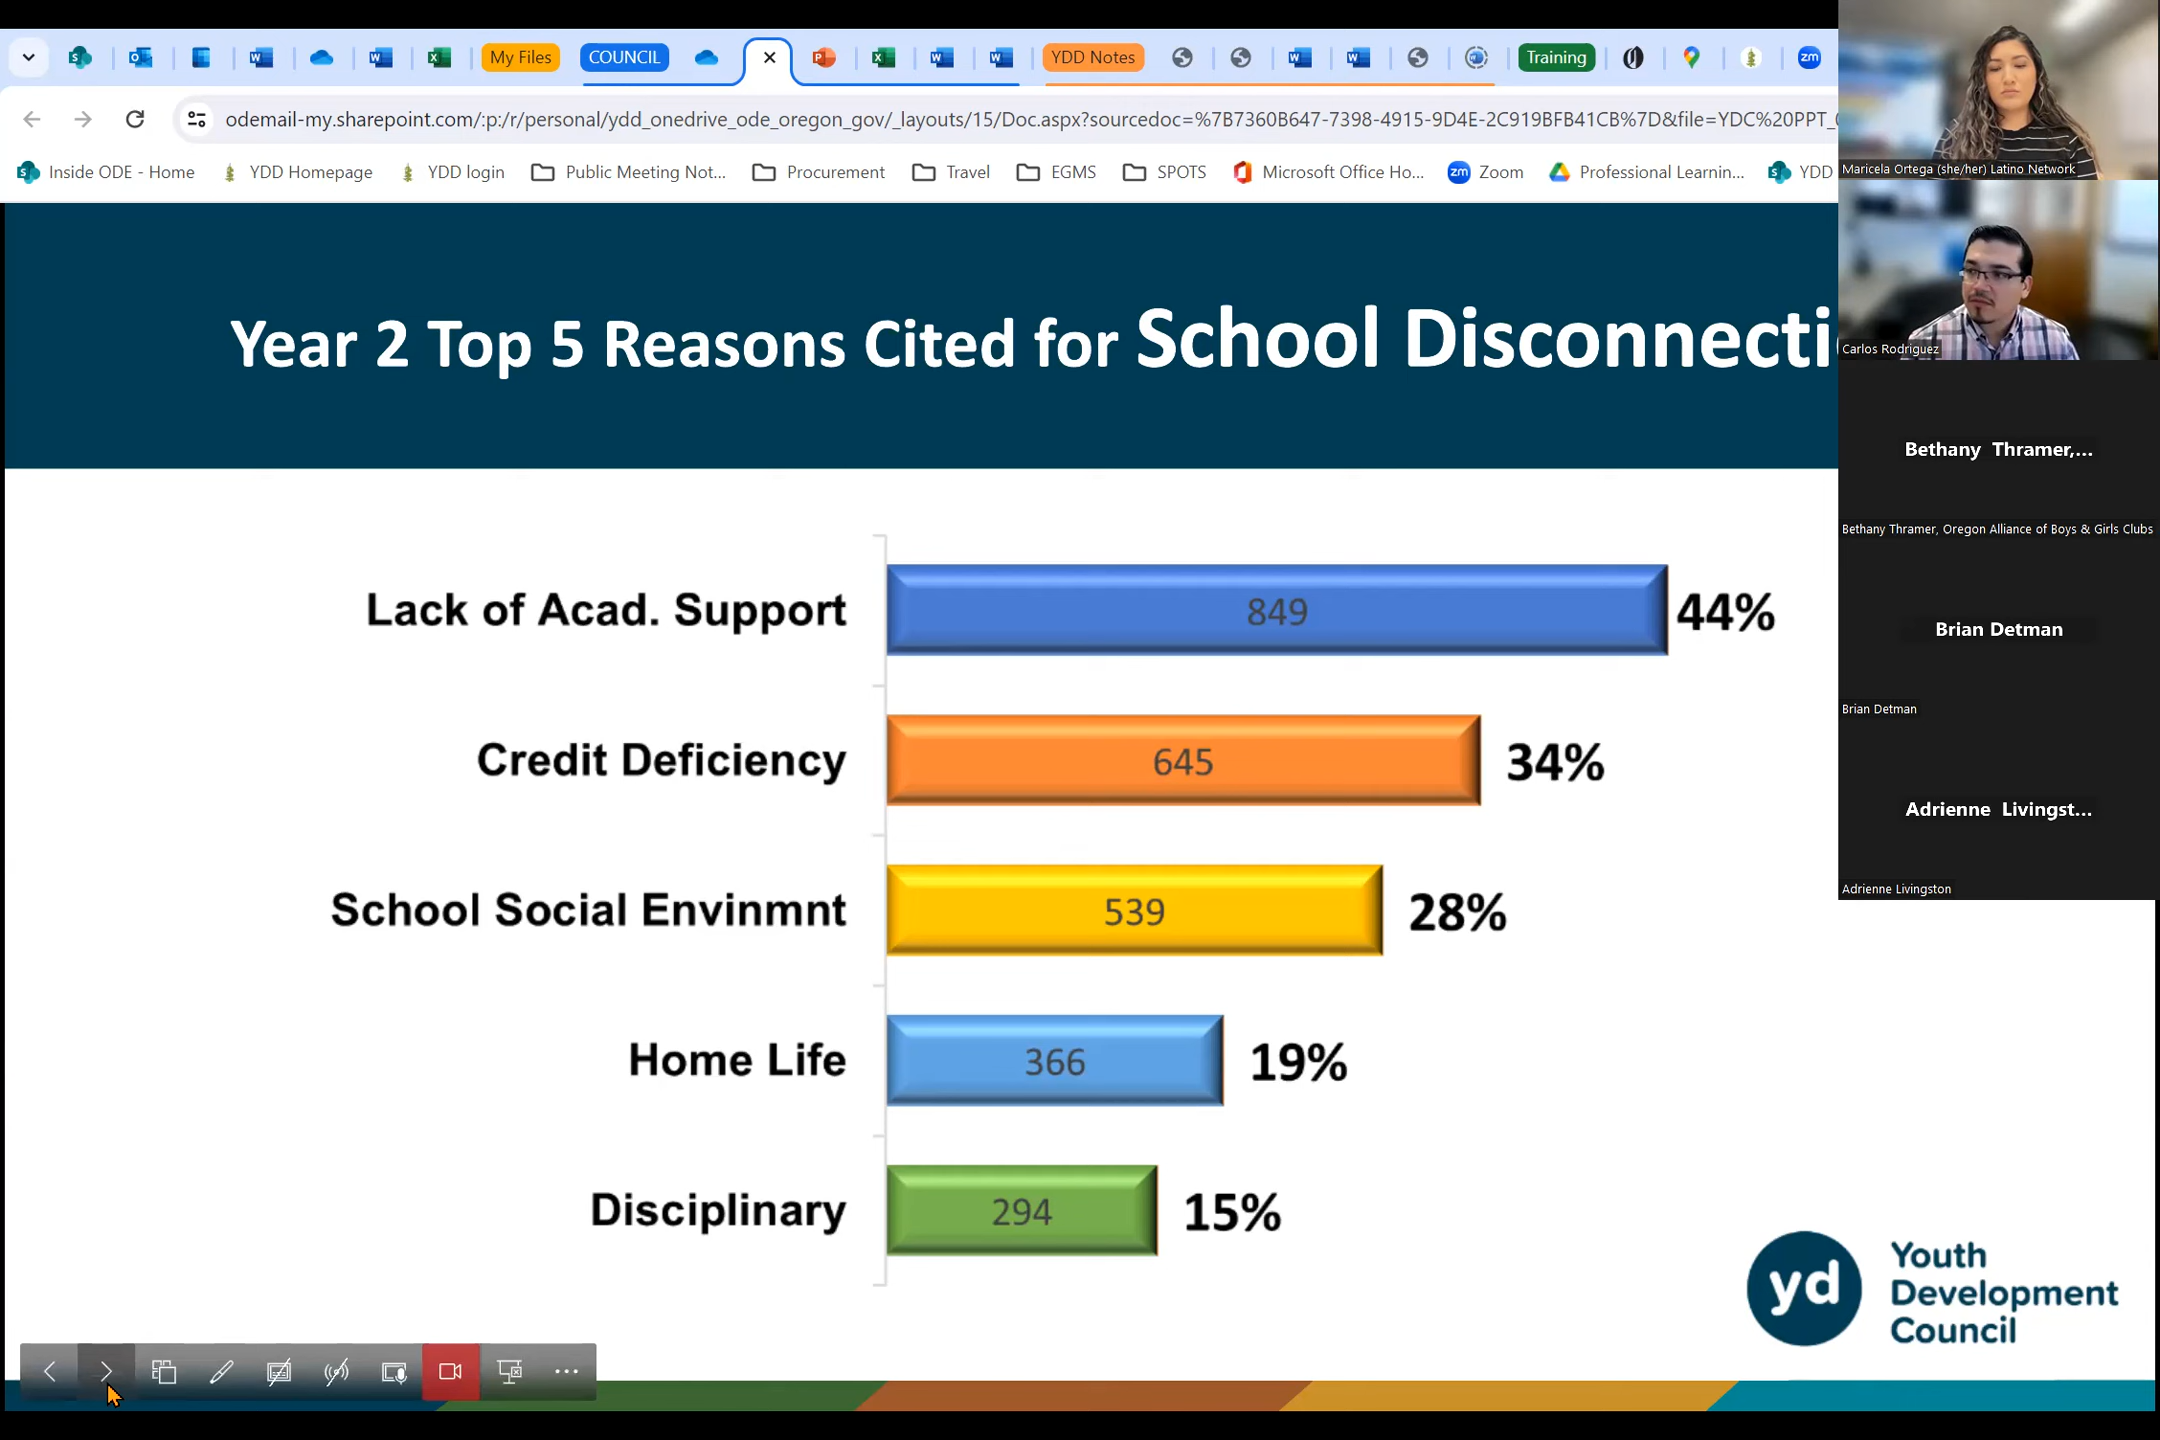 My Files
COUNCIL
YDD Notes
Training
zm
odemail-my.sharepoint.com/:p:/r/personal/ydd_onedrive_ode_oregon_gov/_layouts/15/Doc.aspx?sourcedoc=%7B7360B647-7398-4915-9D4E-2C919BFB41CB%7D&file=YDC%20PPT_
Inside ODE - Home
YDD Homepage
YDD login
Public Meeting Not...
Procurement
Travel
EGMS
SPOTS
Microsoft Office Ho...
zm Zoom
Professional Learnin...
YDD
Year 2 Top 5 Reasons Cited for School Disconnecti
Lack of Acad. Support 849 44%
Credit Deficiency 645 34%
School Social Envinmnt 539 28%
Home Life 366 19%
Disciplinary 294 15%
yd
Youth
Development
Council
Maricela Ortega (she/her) Latino Network
Carlos Rodriguez
Bethany Thramer,...
Bethany Thramer, Oregon Alliance of Boys & Girls Clubs
Brian Detman
Brian Detman
Adrienne Livingst...
Adrienne Livingston